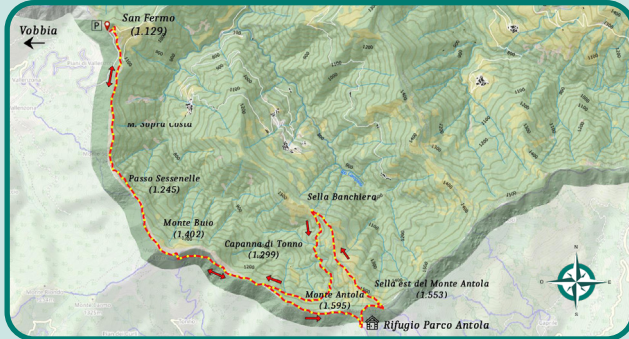 San Fermo
(1.129)
P
Vobbia
M. Sopra Costa
Passo Sessenelle
(1.245)
Sella Banchiera
Monte Buio
(1.402)
Capanna di Tonno
(1.299)
Sella est del Monte Antola
(1.553)
Monte Antola
(1.595)
Rifugio Parco Antola
N
O
E
S